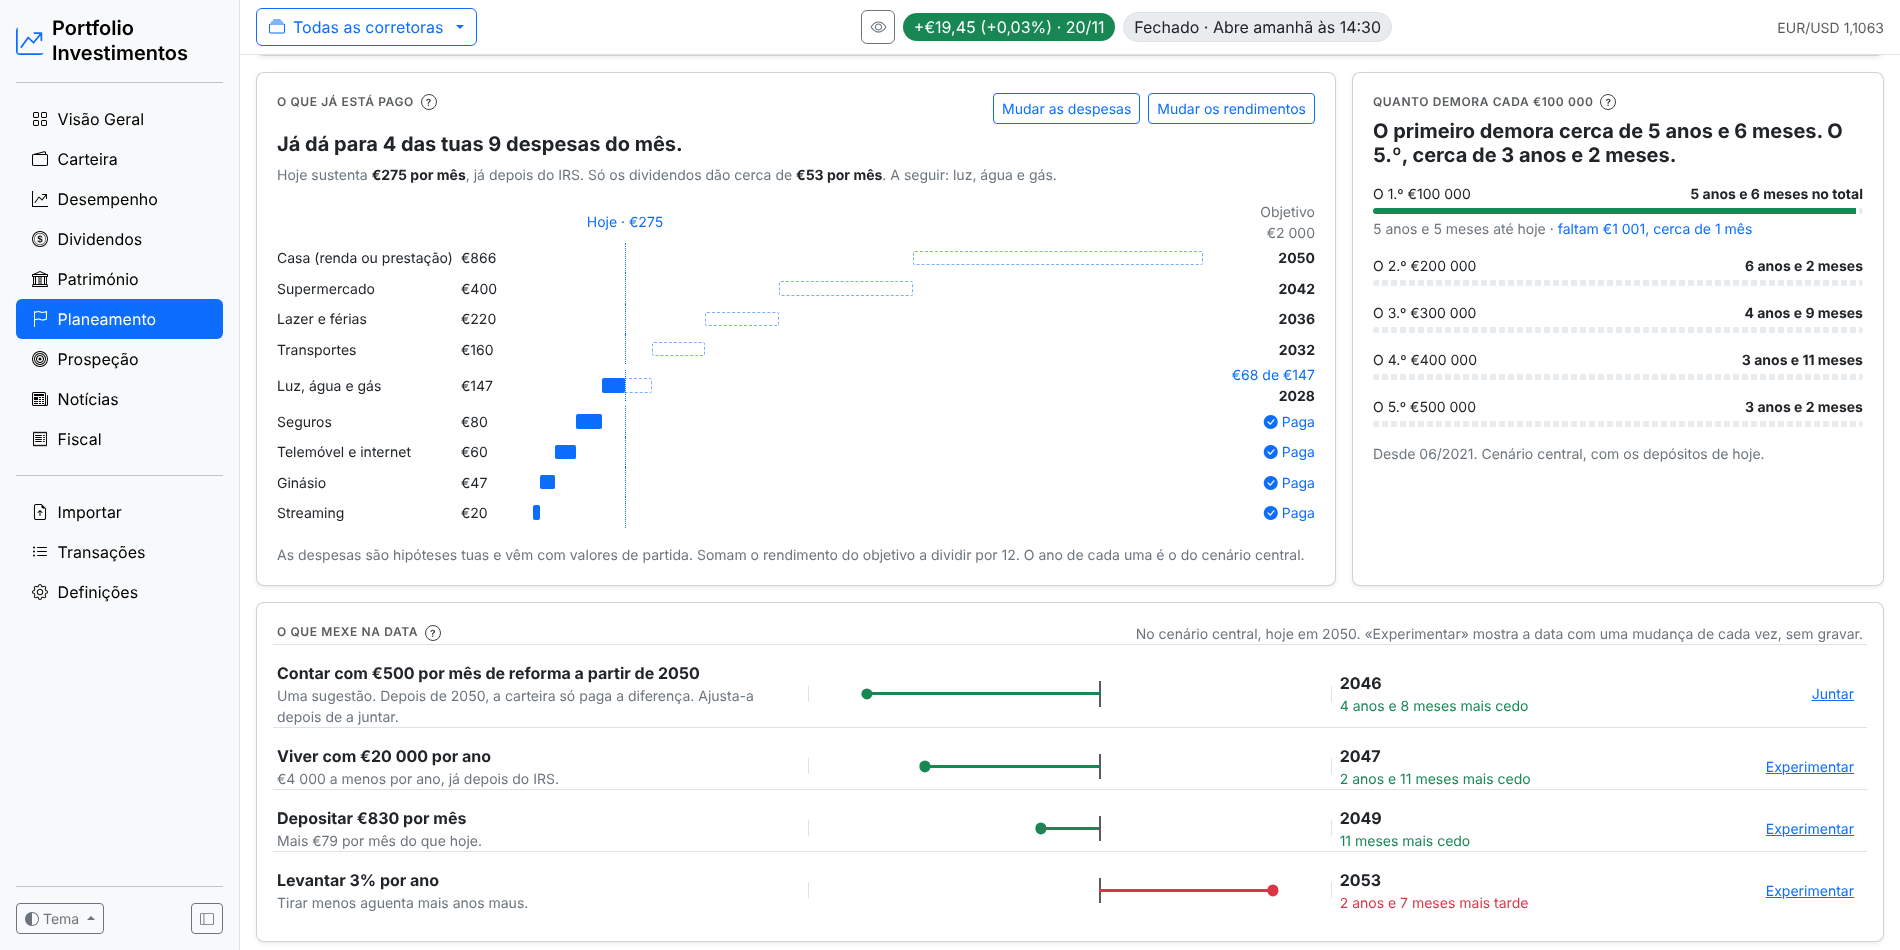 Portfolio
Investimentos
Visão Geral
Carteira
Desempenho
Dividendos
Património
Planeamento
Prospeção
Notícias
Fiscal
Importar
Transações
Definições
Tema
Todas as corretoras
+€19,45 (+0,03%) · 20/11
Fechado · Abre amanhã às 14:30
EUR/USD 1,1063
O QUE JÁ ESTÁ PAGO ?
Mudar as despesas
Mudar os rendimentos
Já dá para 4 das tuas 9 despesas do mês.
Hoje sustenta €275 por mês, já depois do IRS. Só os dividendos dão cerca de €53 por mês. A seguir: luz, água e gás.
Hoje · €275
Objetivo
€2 000
Casa (renda ou prestação) €866 2050
Supermercado €400 2042
Lazer e férias €220 2036
Transportes €160 2032
Luz, água e gás €147 €68 de €147
2028
Seguros €80 Paga
Telemóvel e internet €60 Paga
Ginásio €47 Paga
Streaming €20 Paga
As despesas são hipóteses tuas e vêm com valores de partida. Somam o rendimento do objetivo a dividir por 12. O ano de cada uma é o do cenário central.
QUANTO DEMORA CADA €100 000 ?
O primeiro demora cerca de 5 anos e 6 meses. O
5.º, cerca de 3 anos e 2 meses.
O 1.º €100 000 5 anos e 6 meses no total
5 anos e 5 meses até hoje · faltam €1 001, cerca de 1 mês
O 2.º €200 000 6 anos e 2 meses
O 3.º €300 000 4 anos e 9 meses
O 4.º €400 000 3 anos e 11 meses
O 5.º €500 000 3 anos e 2 meses
Desde 06/2021. Cenário central, com os depósitos de hoje.
O QUE MEXE NA DATA ?
No cenário central, hoje em 2050. «Experimentar» mostra a data com uma mudança de cada vez, sem gravar.
Contar com €500 por mês de reforma a partir de 2050
Uma sugestão. Depois de 2050, a carteira só paga a diferença. Ajusta-a
depois de a juntar.
2046
4 anos e 8 meses mais cedo
Juntar
Viver com €20 000 por ano
€4 000 a menos por ano, já depois do IRS.
2047
2 anos e 11 meses mais cedo
Experimentar
Depositar €830 por mês
Mais €79 por mês do que hoje.
2049
11 meses mais cedo
Experimentar
Levantar 3% por ano
Tirar menos aguenta mais anos maus.
2053
2 anos e 7 meses mais tarde
Experimentar